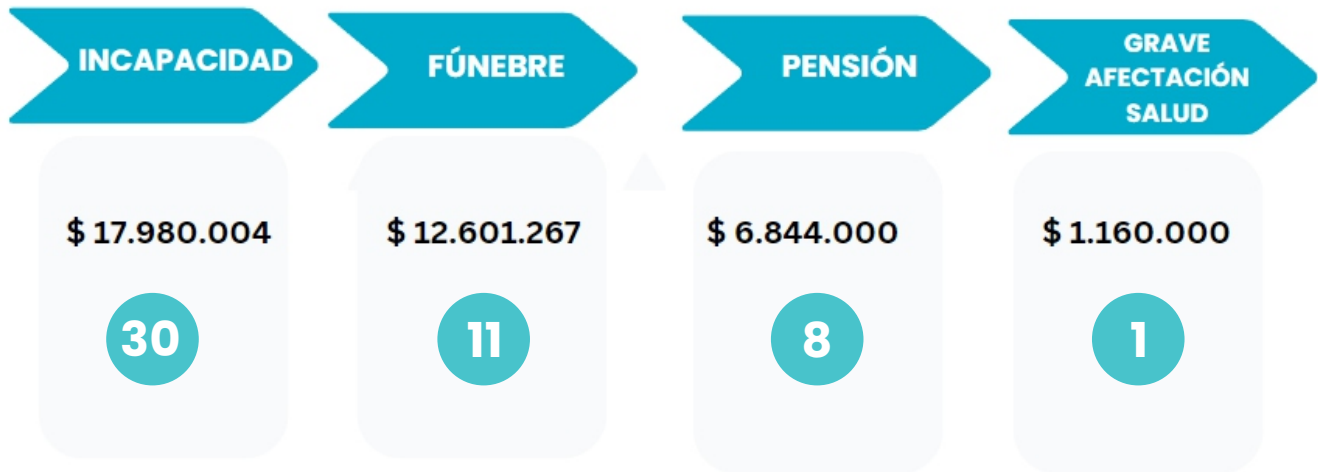 INCAPACIDAD
FÚNEBRE
PENSIÓN
GRAVE
AFECTACIÓN
SALUD
$ 17.980.004
$ 12.601.267
$ 6.844.000
$ 1.160.000
30
11
8
1